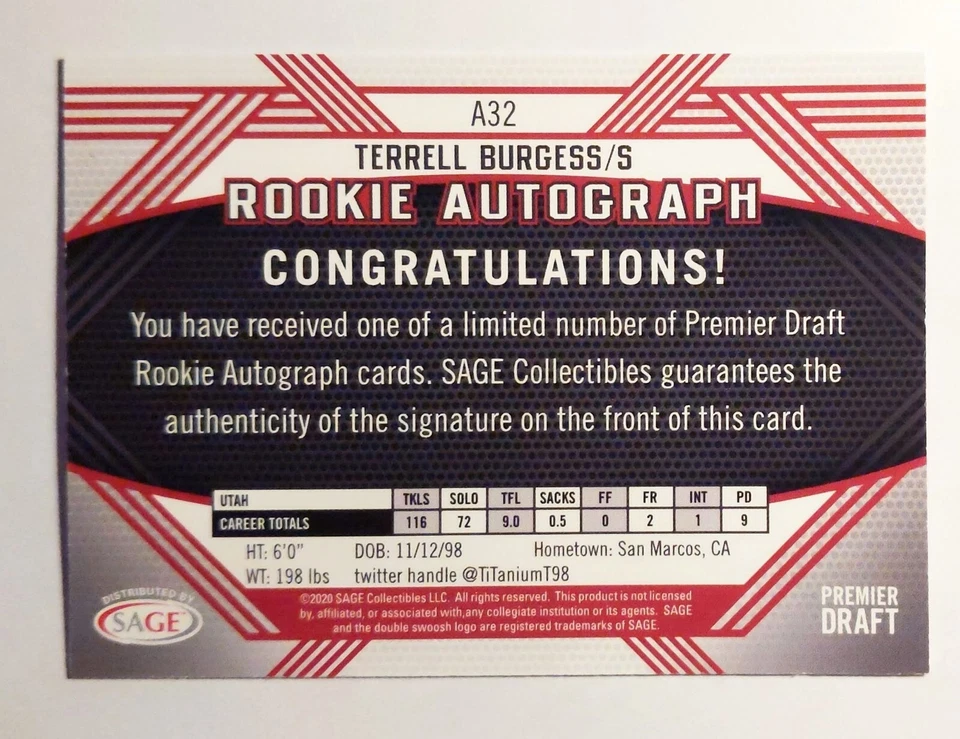 A32
TERRELL BURGESS/S
ROOKIE AUTOGRAPH
CONGRATULATIONS!
You have received one of a limited number of Premier Draft
Rookie Autograph cards. SAGE Collectibles guarantees the
authenticity of the signature on the front of this card.
UTAH TKLS SOLO TFL SACKS FF FR INT PD
CAREER TOTALS 116 72 9.0 0.5 0 2 1 9
HT: 6'0" DOB: 11/12/98 Hometown: San Marcos, CA
WT: 198 lbs twitter handle @TiTaniumT98
©2020 SAGE Collectibles LLC. All rights reserved. This product is not licensed
by, affiliated, or associated with,any collegiate institution or its agents. SAGE
and the double swoosh logo are registered trademarks of SAGE.
DISTRIBUTED BY
SAGE
PREMIER
DRAFT